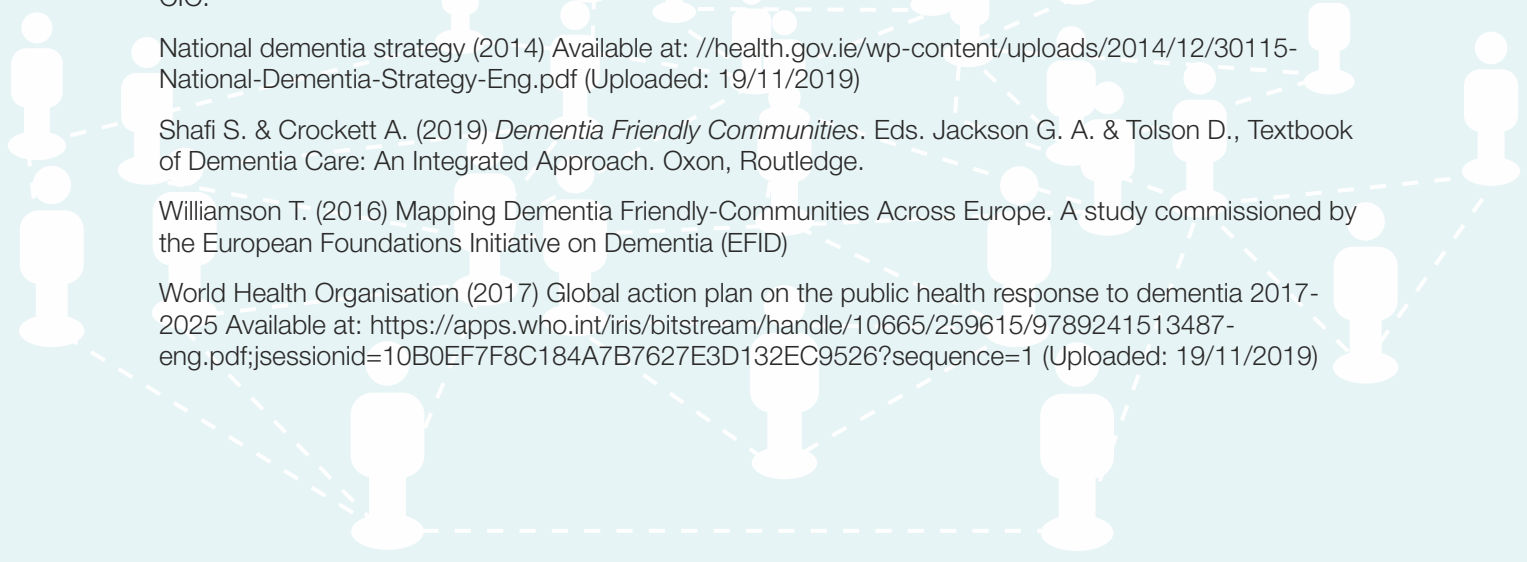 CIC.
National dementia strategy (2014) Available at: //health.gov.ie/wp-content/uploads/2014/12/30115-
National-Dementia-Strategy-Eng.pdf (Uploaded: 19/11/2019)
Shafi S. & Crockett A. (2019) Dementia Friendly Communities. Eds. Jackson G. A. & Tolson D., Textbook
of Dementia Care: An Integrated Approach. Oxon, Routledge.
Williamson T. (2016) Mapping Dementia Friendly-Communities Across Europe. A study commissioned by
the European Foundations Initiative on Dementia (EFID)
World Health Organisation (2017) Global action plan on the public health response to dementia 2017-
2025 Available at: https://apps.who.int/iris/bitstream/handle/10665/259615/9789241513487-
eng.pdf;jsessionid=10B0EF7F8C184A7B7627E3D132EC9526?sequence=1 (Uploaded: 19/11/2019)